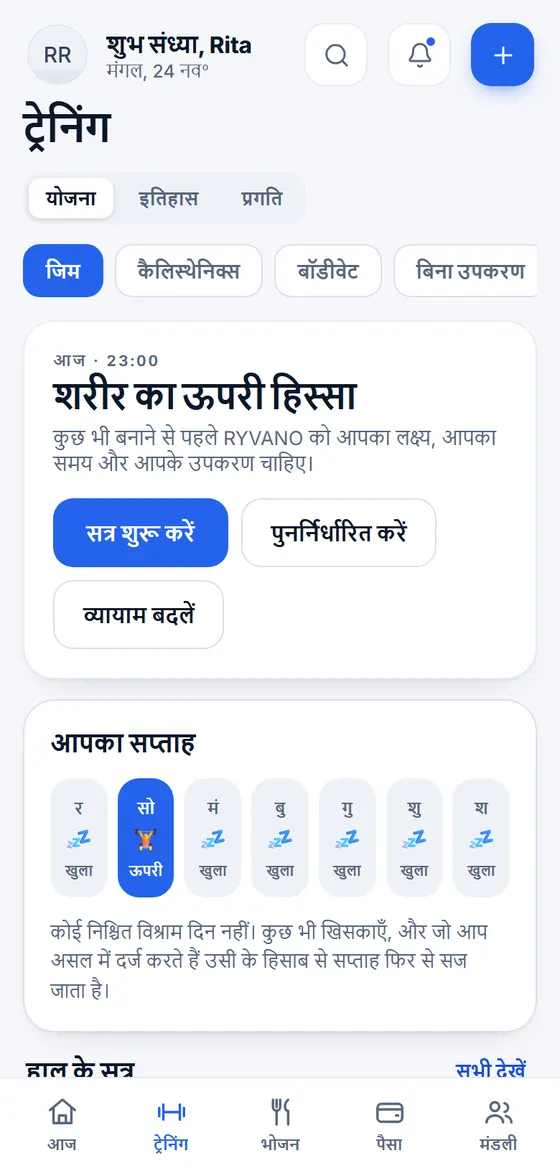 RR
शुभ संध्या, Rita
मंगल, 24 नव॰
ट्रेनिंग
योजना इतिहास प्रगति
जिम कैलिस्थेनिक्स बॉडीवेट बिना उपकरण
आज · 23:00
शरीर का ऊपरी हिस्सा
कुछ भी बनाने से पहले RYVANO को आपका लक्ष्य, आपका
समय और आपके उपकरण चाहिए।
सत्र शुरू करें पुनर्निर्धारित करें
व्यायाम बदलें
आपका सप्ताह
र सो मं बु गु शु श
खुला ऊपरी खुला खुला खुला खुला खुला
कोई निश्चित विश्राम दिन नहीं। कुछ भी खिसकाएँ, और जो आप
असल में दर्ज करते हैं उसी के हिसाब से सप्ताह फिर से सज
जाता है।
हाल के सत्र सभी देखें
आज ट्रेनिंग भोजन पैसा मंडली